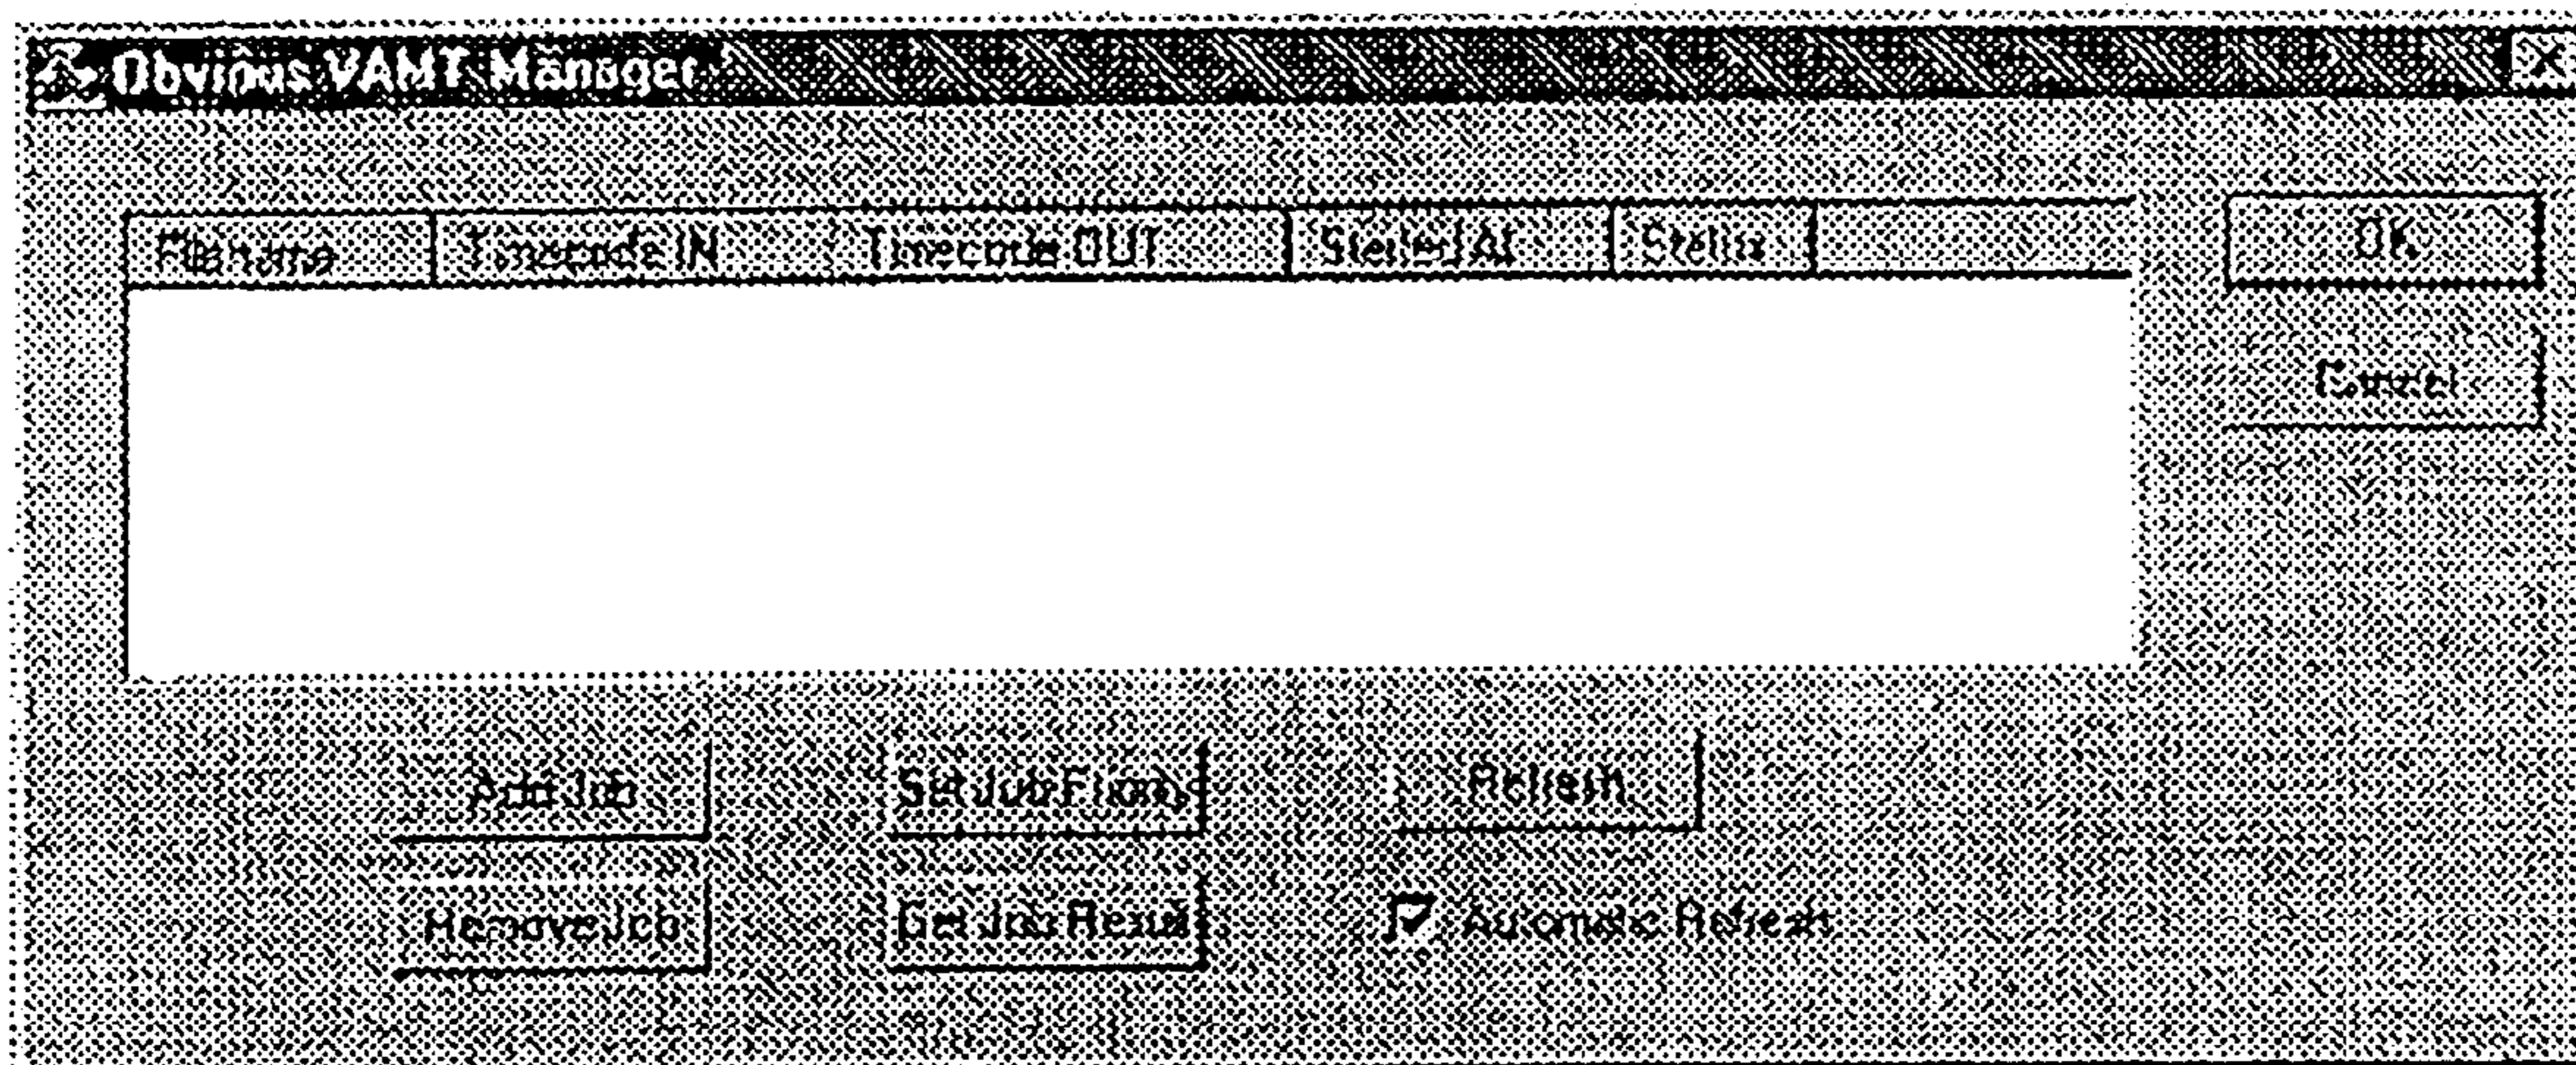 Obvious VAMT Manager
Filename Timecode IN Timecode OUT Started At Status
OK
Cancel
Add Job Set Job Priority Refresh
Remove Job Get Job Result Automatic Refresh